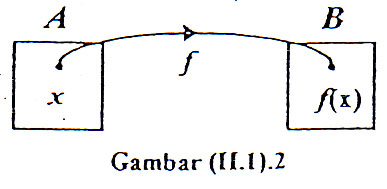 A B
f
x f(x)
Gambar (II.1).2